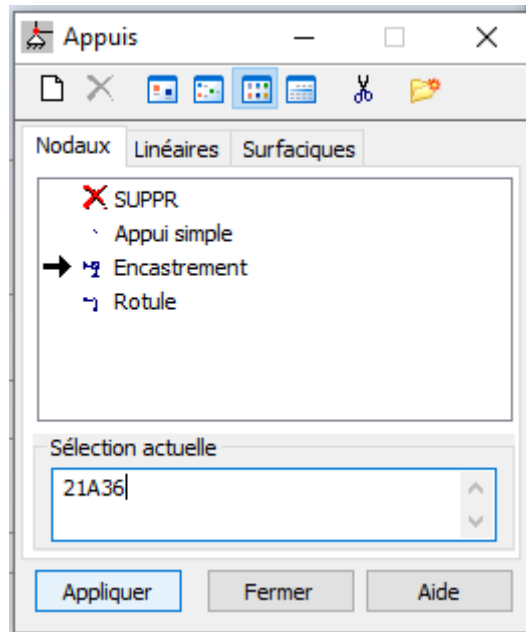 Appuis
Nodaux Linéaires Surfaciques
SUPPR
Appui simple
Encastrement
Rotule
Sélection actuelle
21A36
Appliquer Fermer Aide